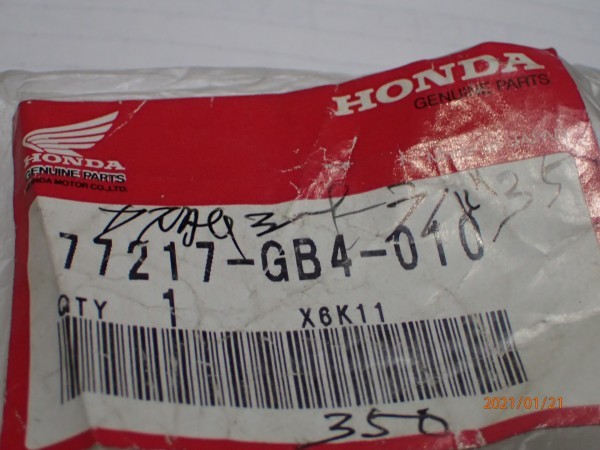 HONDA
GENUINE PARTS
HONDA
GENUINE PARTS
HONDA MOTOR CO.,LTD.
35
77217-GB4-010
QTY 1 X6K11
2021/01/21
350